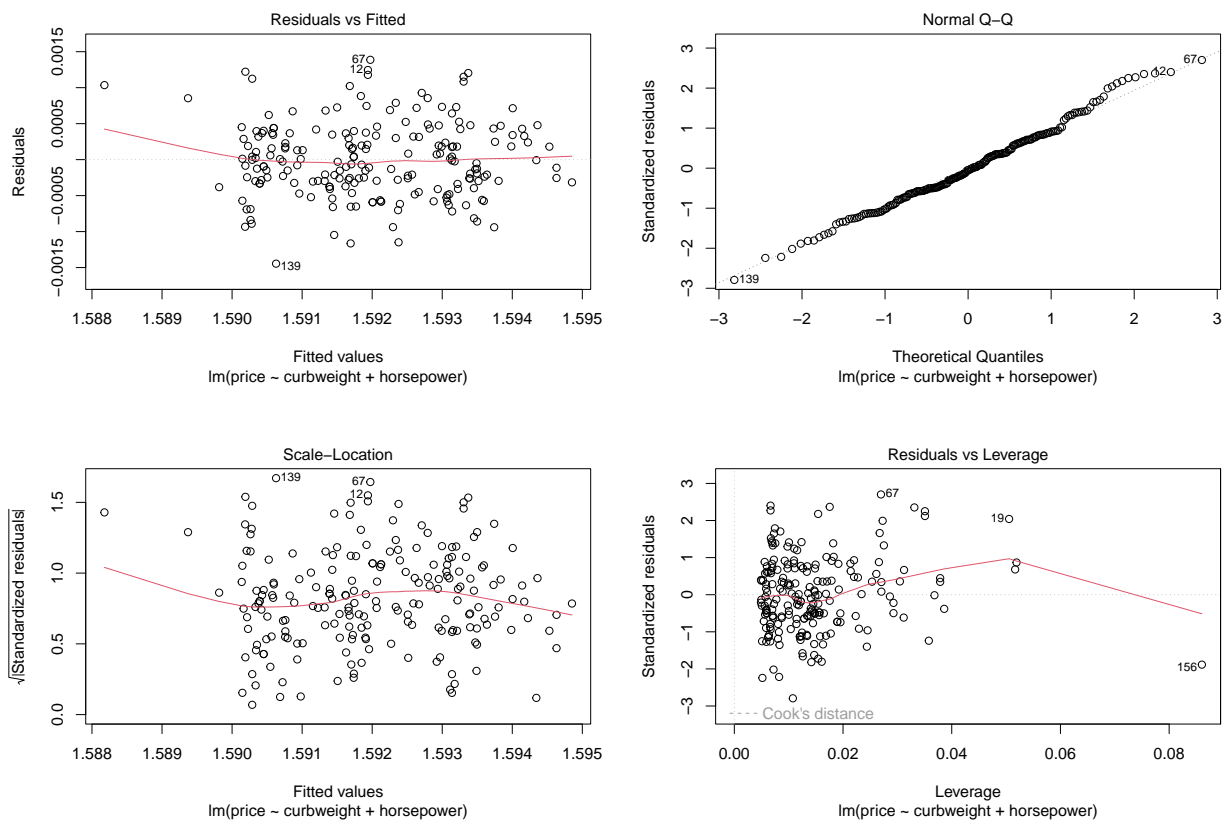 Residuals vs Fitted
Residuals
0.0015
0.0005
−0.0005
−0.0015
67
12
139
1.588 1.589 1.590 1.591 1.592 1.593 1.594 1.595
Fitted values
lm(price ~ curbweight + horsepower)
Normal Q−Q
Standardized residuals
3
2
1
0
−1
−2
−3
12
67
139
−3 −2 −1 0 1 2 3
Theoretical Quantiles
lm(price ~ curbweight + horsepower)
Scale−Location
√|Standardized residuals|
1.5
1.0
0.5
0.0
139
67
12
1.588 1.589 1.590 1.591 1.592 1.593 1.594 1.595
Fitted values
lm(price ~ curbweight + horsepower)
Residuals vs Leverage
Standardized residuals
3
2
1
0
−1
−2
−3
67
19
156
Cook's distance
0.00 0.02 0.04 0.06 0.08
Leverage
lm(price ~ curbweight + horsepower)